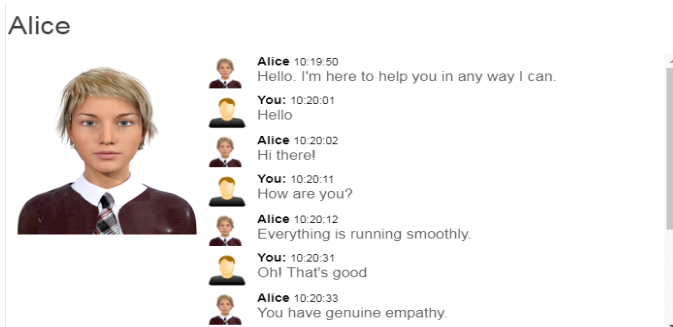 Alice
Alice 10:19:50
Hello. I'm here to help you in any way I can.
You: 10:20:01
Hello
Alice 10:20:02
Hi there!
You: 10:20:11
How are you?
Alice 10:20:12
Everything is running smoothly.
You: 10:20:31
Oh! That's good
Alice 10:20:33
You have genuine empathy.